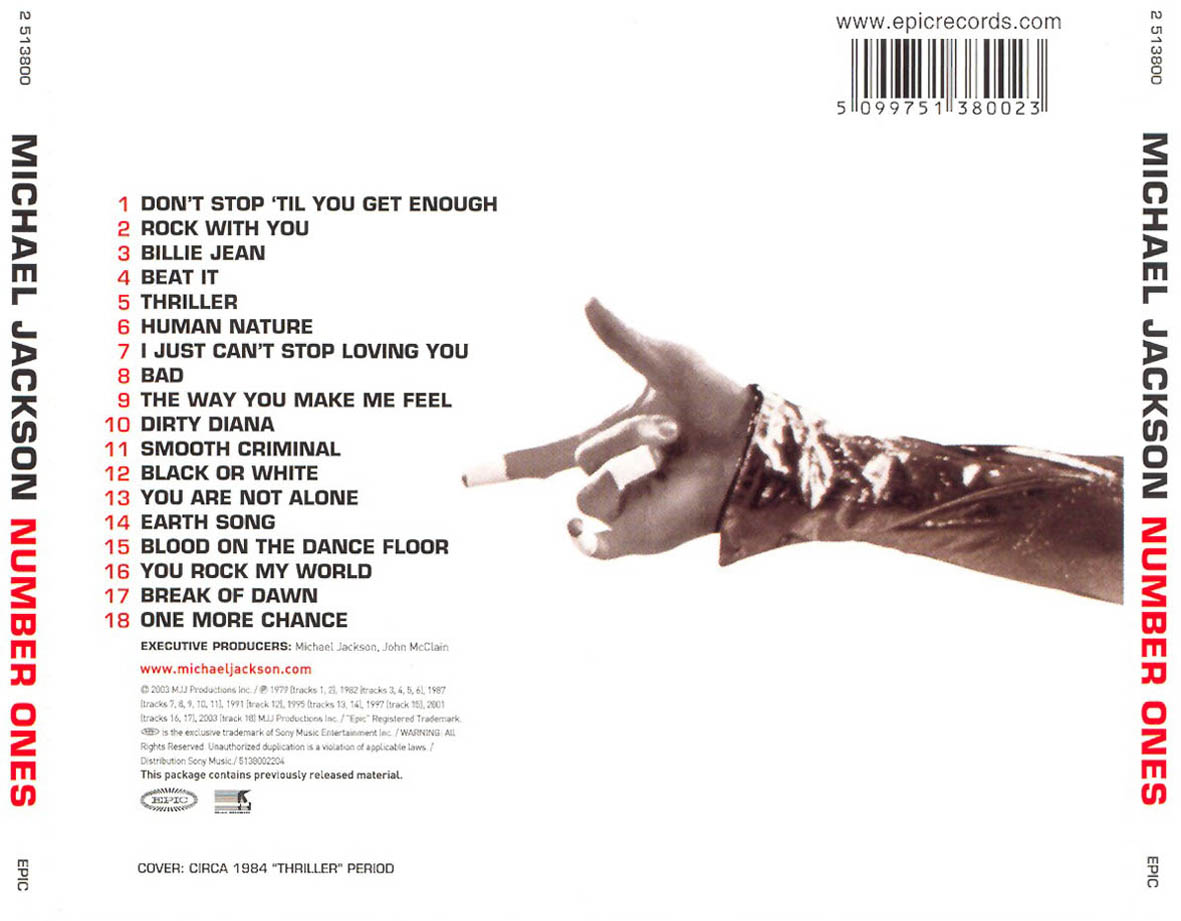 2 513800
MICHAEL JACKSON NUMBER ONES
EPIC
www.epicrecords.com
5 099751 380023
1 DON'T STOP 'TIL YOU GET ENOUGH
2 ROCK WITH YOU
3 BILLIE JEAN
4 BEAT IT
5 THRILLER
6 HUMAN NATURE
7 I JUST CAN'T STOP LOVING YOU
8 BAD
9 THE WAY YOU MAKE ME FEEL
10 DIRTY DIANA
11 SMOOTH CRIMINAL
12 BLACK OR WHITE
13 YOU ARE NOT ALONE
14 EARTH SONG
15 BLOOD ON THE DANCE FLOOR
16 YOU ROCK MY WORLD
17 BREAK OF DAWN
18 ONE MORE CHANCE
EXECUTIVE PRODUCERS: Michael Jackson, John McClain
www.michaeljackson.com
© 2003 MJJ Productions Inc. / ℗ 1979 (tracks 1, 2), 1982 (tracks 3, 4, 5, 6), 1987
(tracks 7, 8, 9, 10, 11), 1991 (track 12), 1995 (tracks 13, 14), 1997 (track 15), 2001
(tracks 16, 17), 2003 (track 18) MJJ Productions Inc. / "Epic" Registered Trademark.
is the exclusive trademark of Sony Music Entertainment Inc. / WARNING: All
Rights Reserved. Unauthorized duplication is a violation of applicable laws. /
Distribution Sony Music / 5138002204
This package contains previously released material.
EPIC
COVER: CIRCA 1984 "THRILLER" PERIOD
2 513800
MICHAEL JACKSON NUMBER ONES
EPIC